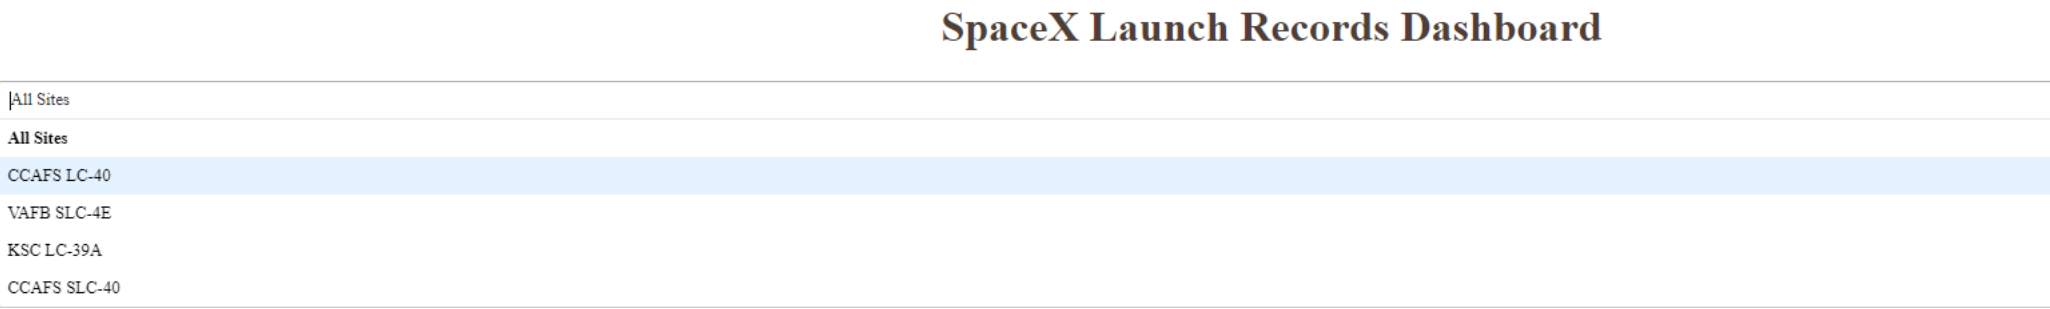 SpaceX Launch Records Dashboard
All Sites
All Sites
CCAFS LC-40
VAFB SLC-4E
KSC LC-39A
CCAFS SLC-40